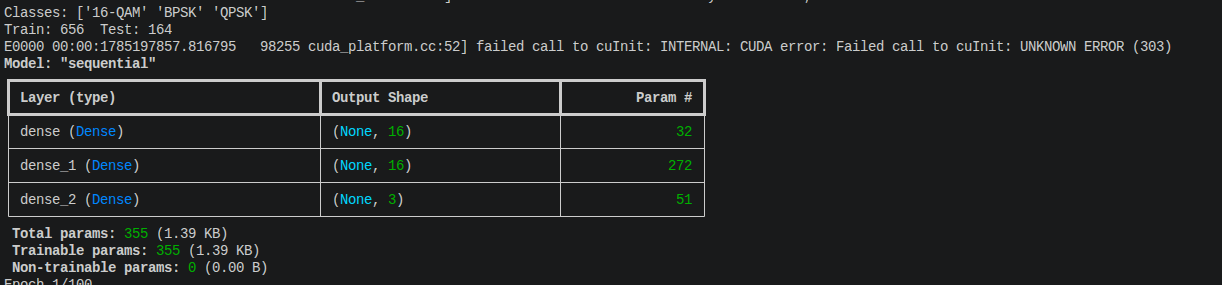 Classes: ['16-QAM' 'BPSK' 'QPSK']
Train: 656  Test: 164
E0000 00:00:1785197857.816795   98255 cuda_platform.cc:52] failed call to cuInit: INTERNAL: CUDA error: Failed call to cuInit: UNKNOWN ERROR (303)
Model: "sequential"
Layer (type) Output Shape Param #
dense (Dense) (None, 16) 32
dense_1 (Dense) (None, 16) 272
dense_2 (Dense) (None, 3) 51
Total params: 355 (1.39 KB)
Trainable params: 355 (1.39 KB)
Non-trainable params: 0 (0.00 B)
Epoch 1/100